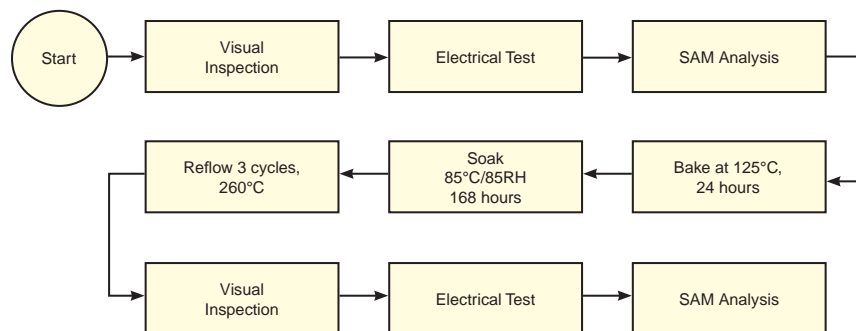 Start
Visual
Inspection
Electrical Test
SAM Analysis
Bake at 125°C,
24 hours
Soak
85°C/85RH
168 hours
Reflow 3 cycles,
260°C
Visual
Inspection
Electrical Test
SAM Analysis